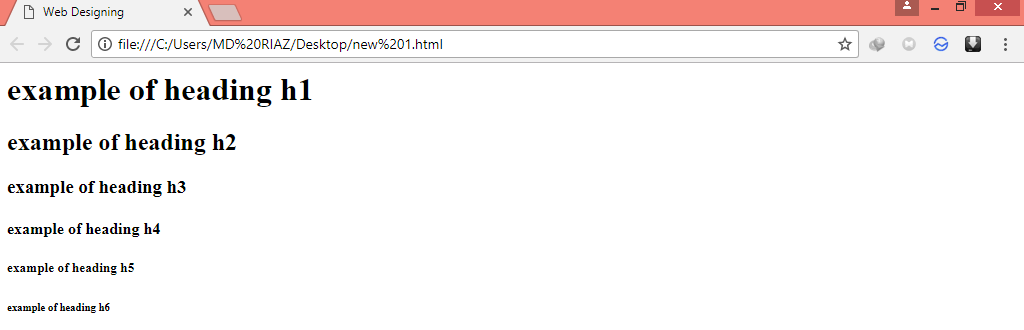 Web Designing
file:///C:/Users/MD%20RIAZ/Desktop/new%201.html
example of heading h1
example of heading h2
example of heading h3
example of heading h4
example of heading h5
example of heading h6